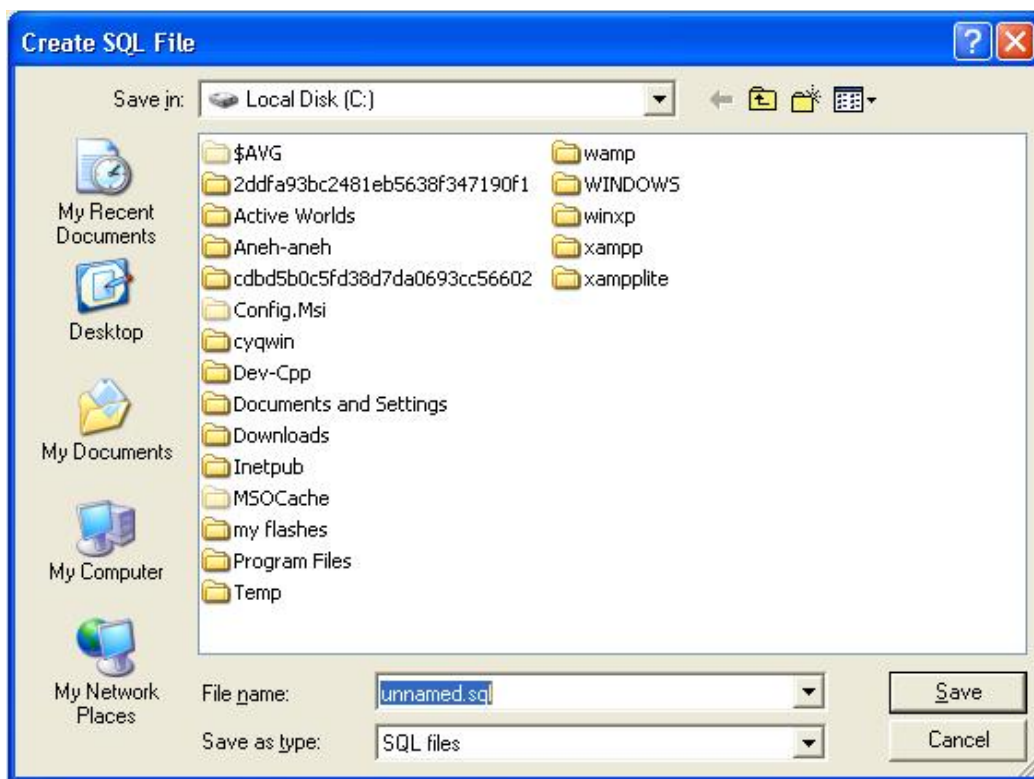 Create SQL File
Save in:
Local Disk (C:)
My Recent
Documents
Desktop
My Documents
My Computer
My Network
Places
$AVG
2ddfa93bc2481eb5638f347190f1
Active Worlds
Aneh-aneh
cdbd5b0c5fd38d7da0693cc56602
Config.Msi
cyqwin
Dev-Cpp
Documents and Settings
Downloads
Inetpub
MSOCache
my flashes
Program Files
Temp
wamp
WINDOWS
winxp
xampp
xampplite
File name:
unnamed.sql
Save
Save as type:
SQL files
Cancel